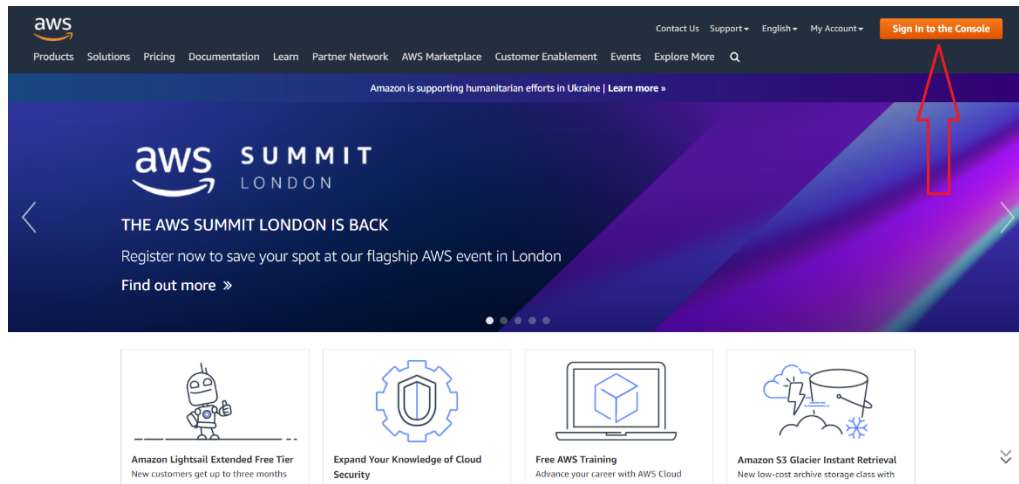 aws
Contact Us Support English My Account Sign In to the Console
Products Solutions Pricing Documentation Learn Partner Network AWS Marketplace Customer Enablement Events Explore More
Amazon is supporting humanitarian efforts in Ukraine | Learn more »
aws SUMMIT
LONDON
THE AWS SUMMIT LONDON IS BACK
Register now to save your spot at our flagship AWS event in London
Find out more »
Amazon Lightsail Extended Free Tier
New customers get up to three months
Expand Your Knowledge of Cloud
Security
Free AWS Training
Advance your career with AWS Cloud
Amazon S3 Glacier Instant Retrieval
New low-cost archive storage class with